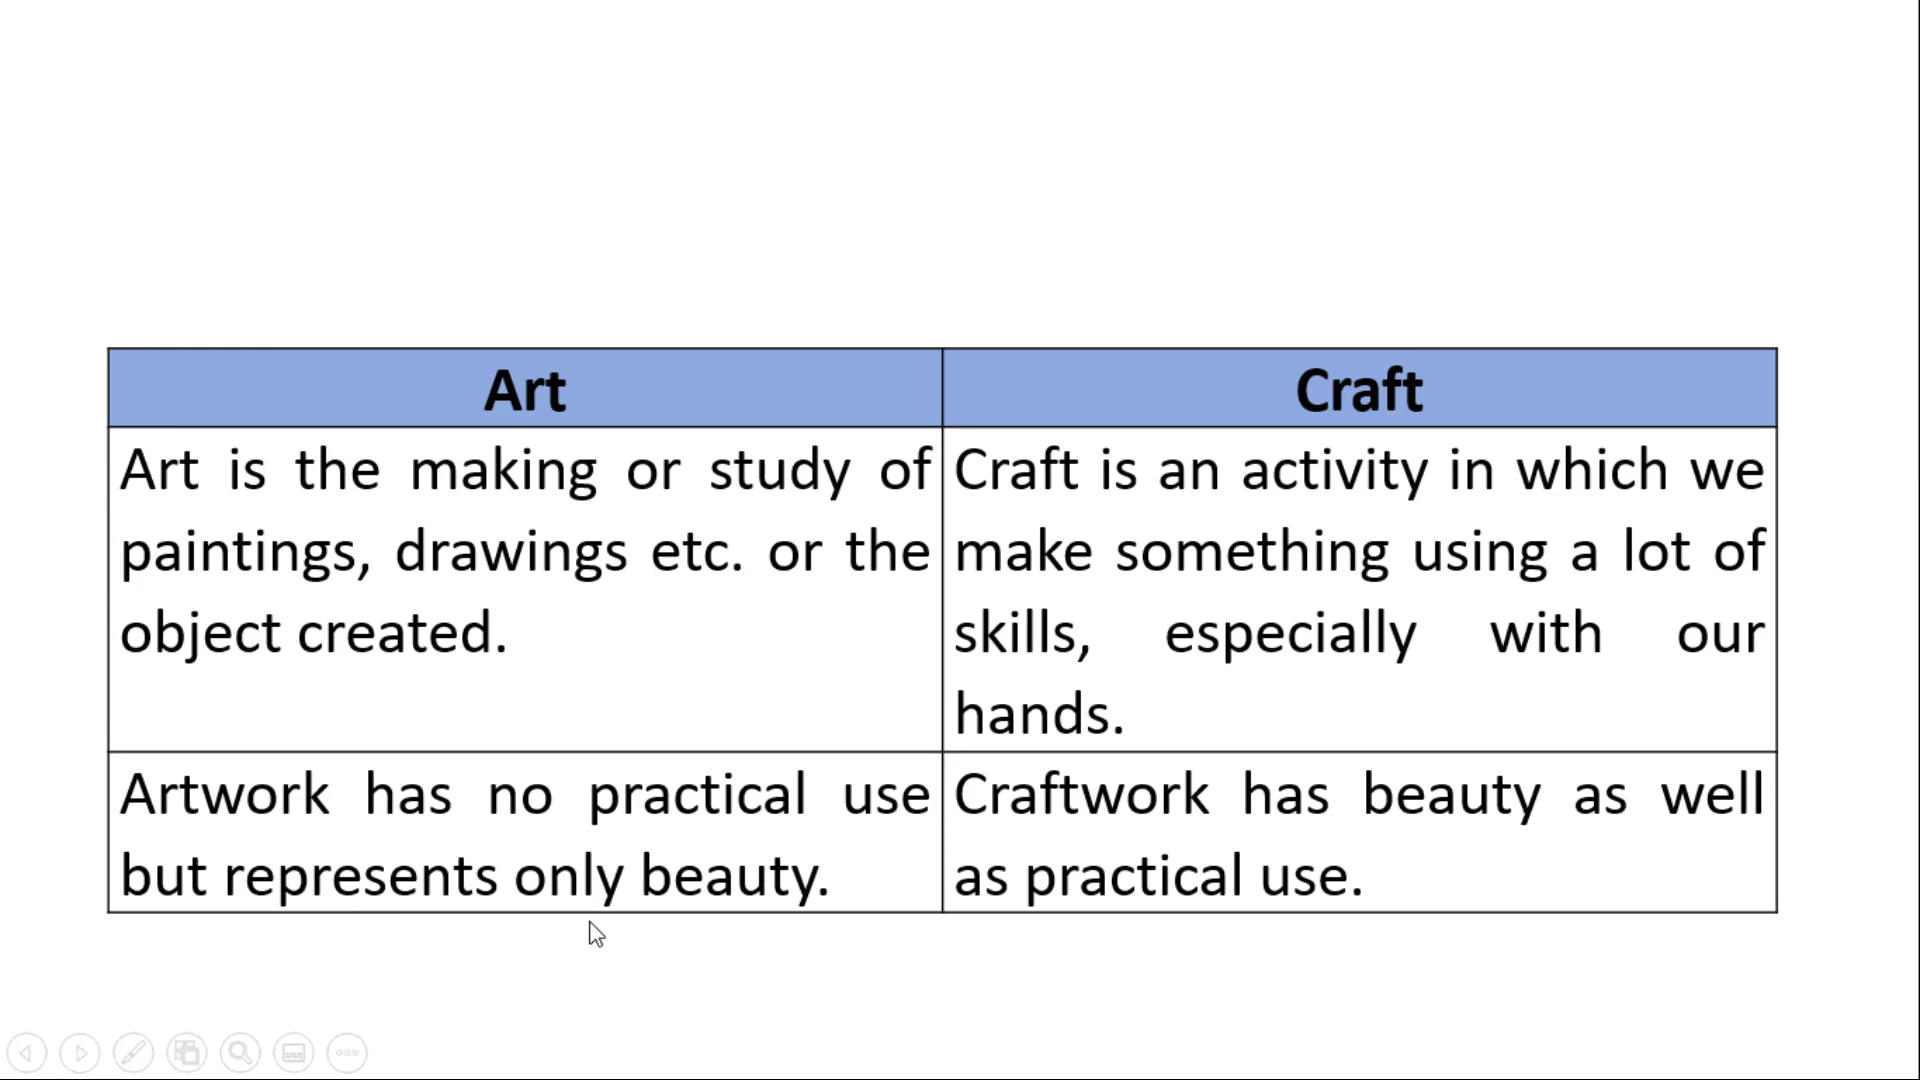 Art
Craft
Art is the making or study of
paintings, drawings etc. or the
object created.
Craft is an activity in which we
make something using a lot of
skills, especially with our
hands.
Artwork has no practical use
but represents only beauty.
Craftwork has beauty as well
as practical use.